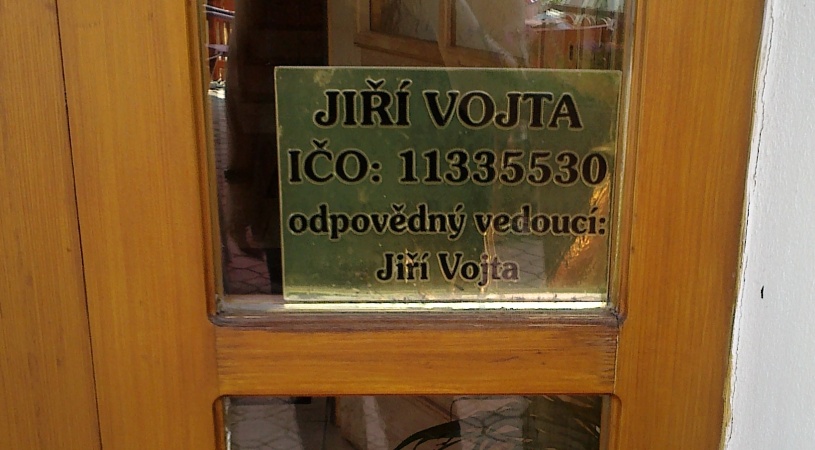 JIŘÍ VOJTA
IČO: 11335530
odpovědný vedoucí:
Jiří Vojta